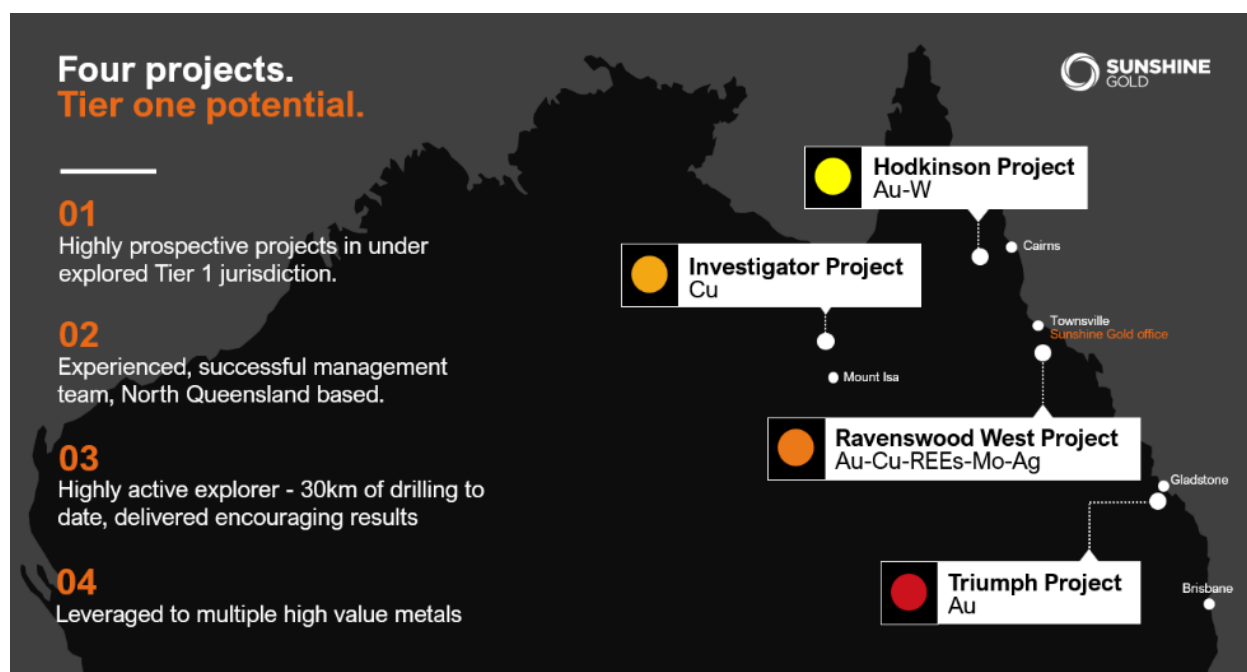 Four projects.
Tier one potential.
SUNSHINE
GOLD
01
Highly prospective projects in under
explored Tier 1 jurisdiction.
02
Experienced, successful management
team, North Queensland based.
03
Highly active explorer - 30km of drilling to
date, delivered encouraging results
04
Leveraged to multiple high value metals
Hodkinson Project
Au-W
Cairns
Investigator Project
Cu
Townsville
Sunshine Gold office
Mount Isa
Ravenswood West Project
Au-Cu-REEs-Mo-Ag
Gladstone
Triumph Project
Au
Brisbane